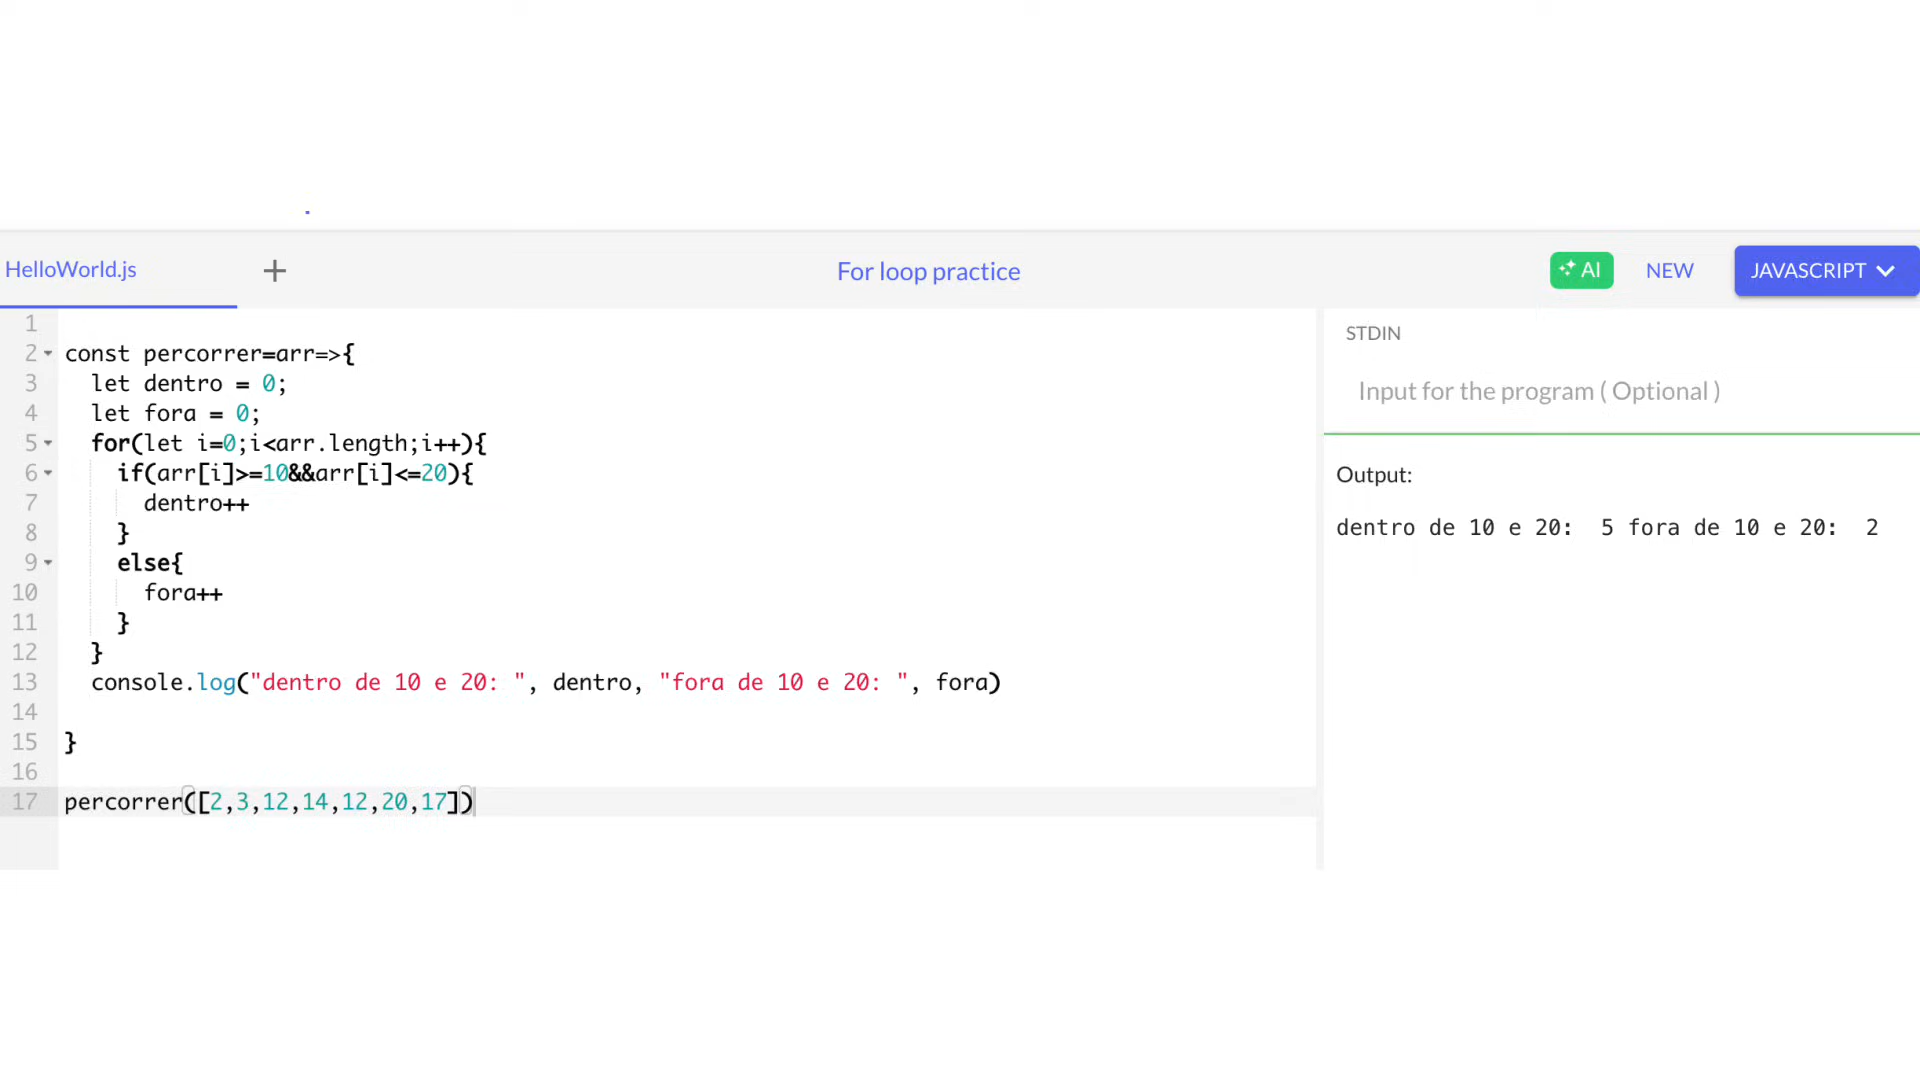 HelloWorld.js + For loop practice AI NEW JAVASCRIPT
1
2 const percorrer=arr=>{
3 let dentro = 0;
4 let fora = 0;
5 for(let i=0;i<arr.length;i++){
6 if(arr[i]>=10&&arr[i]<=20){
7 dentro++
8 }
9 else{
10 fora++
11 }
12 }
13 console.log("dentro de 10 e 20: ", dentro, "fora de 10 e 20: ", fora)
14
15 }
16
17 percorrer([2,3,12,14,12,20,17])
STDIN
Input for the program ( Optional )
Output:
dentro de 10 e 20:  5 fora de 10 e 20:  2